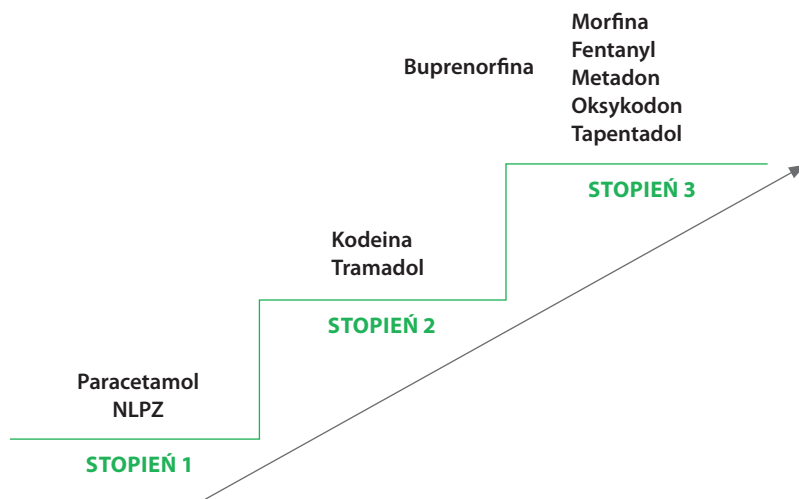 Buprenorfina
Morfina
Fentanyl
Metadon
Oksykodon
Tapentadol
STOPIEŃ 3
Kodeina
Tramadol
STOPIEŃ 2
Paracetamol
NLPZ
STOPIEŃ 1